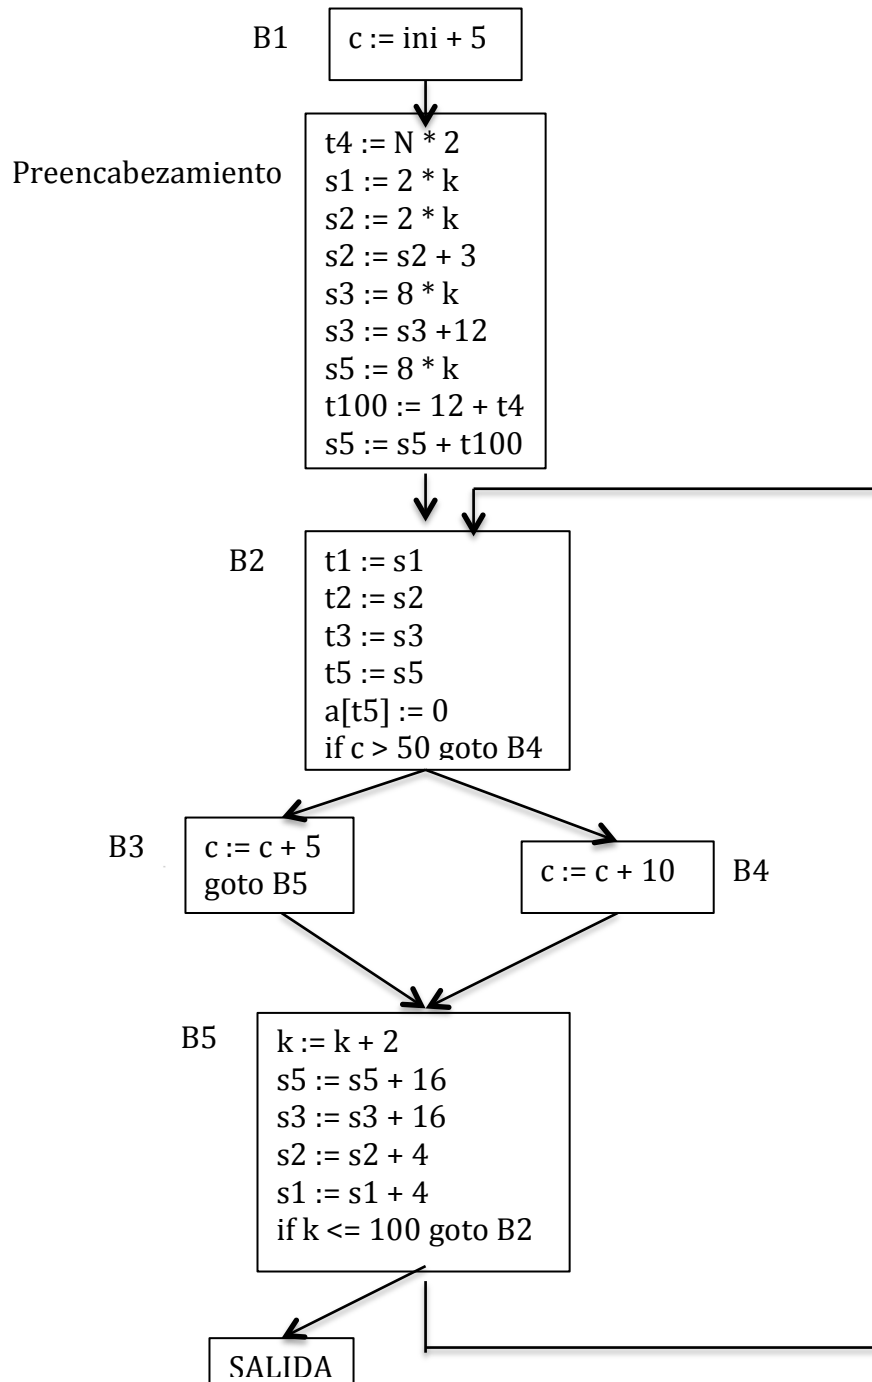 B1
c := ini + 5
Preencabezamiento
t4 := N * 2
s1 := 2 * k
s2 := 2 * k
s2 := s2 + 3
s3 := 8 * k
s3 := s3 +12
s5 := 8 * k
t100 := 12 + t4
s5 := s5 + t100
B2
t1 := s1
t2 := s2
t3 := s3
t5 := s5
a[t5] := 0
if c > 50 goto B4
B3
c := c + 5
goto B5
c := c + 10
B4
B5
k := k + 2
s5 := s5 + 16
s3 := s3 + 16
s2 := s2 + 4
s1 := s1 + 4
if k <= 100 goto B2
SALIDA